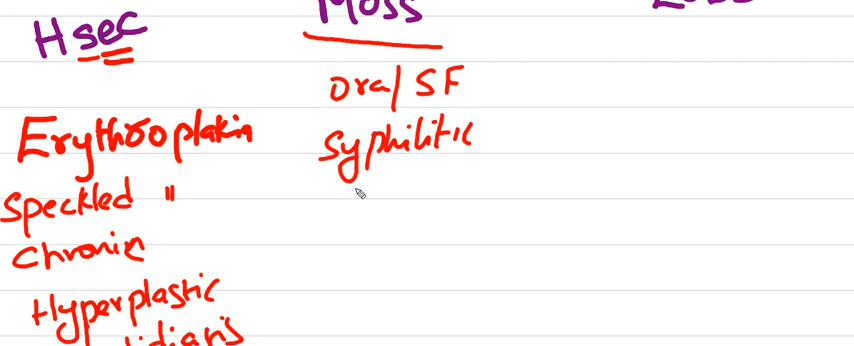 Hsec
Moss
Erythroplakia
Speckled "
Chronic
Hyperplastic
Oral SF
Syphilitic